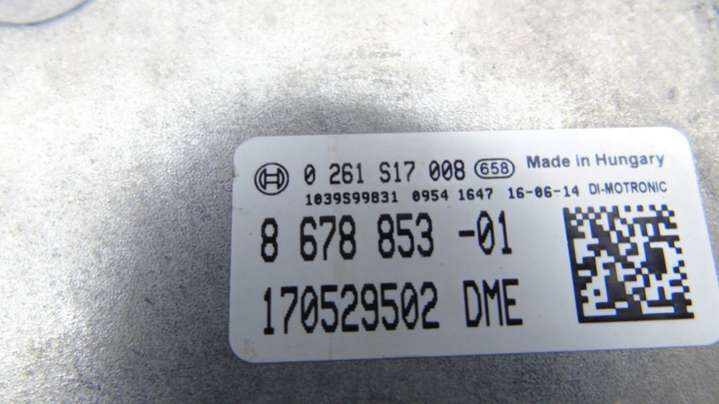 0 261 S17 008 658 Made in Hungary
1039S99831 0954 1647 16-06-14 DI-MOTRONIC
8 678 853 -01
170529502 DME